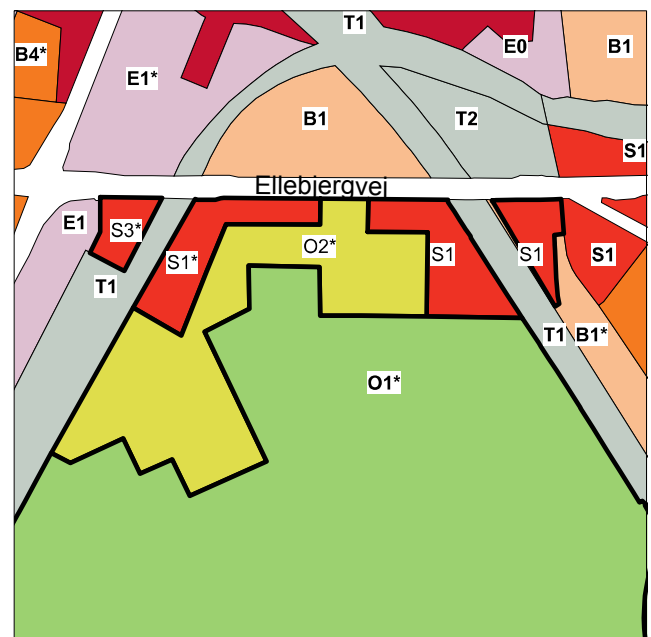 T1
B4*
E0
B1
E1*
B1
T2
S1
Ellebjergvej
E1
S3*
O2*
S1*
S1
S1
S1
T1
T1
B1*
O1*